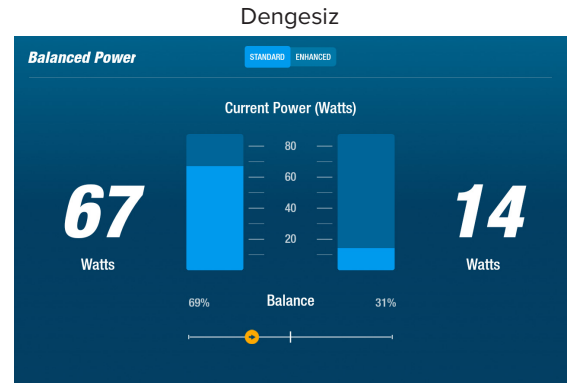 Dengesiz
Balanced Power
STANDARD ENHANCED
Current Power (Watts)
80
60
40
20
67
Watts
14
Watts
69% Balance 31%